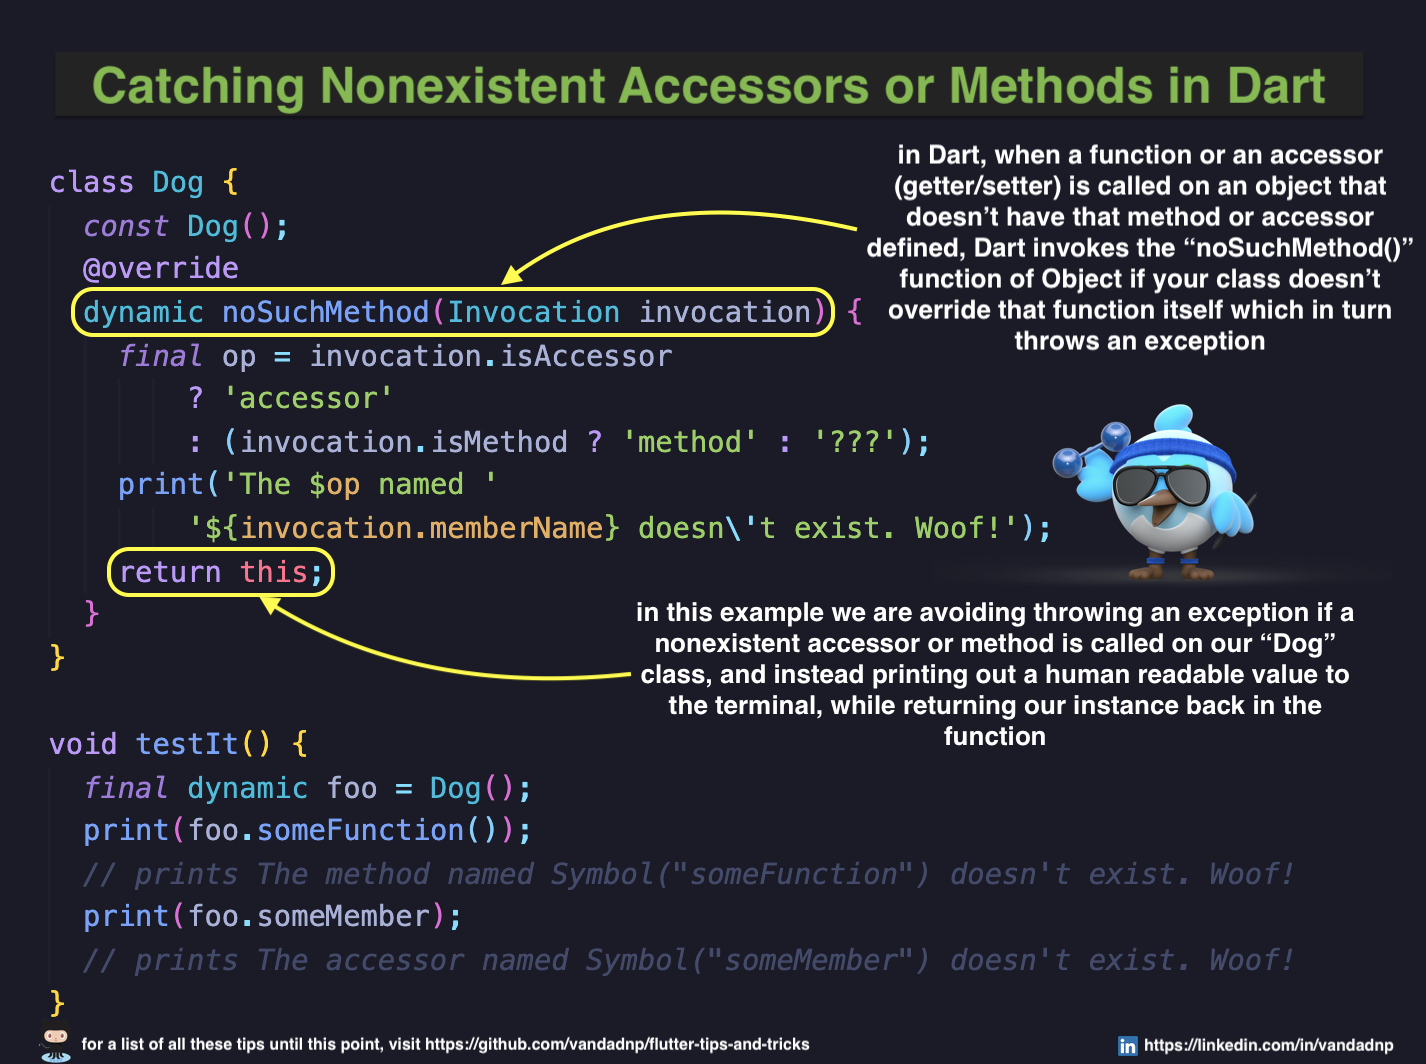 Catching Nonexistent Accessors or Methods in Dart
in Dart, when a function or an accessor
(getter/setter) is called on an object that
doesn’t have that method or accessor
defined, Dart invokes the “noSuchMethod()”
function of Object if your class doesn’t
override that function itself which in turn
throws an exception
class Dog {
  const Dog();
  @override
  dynamic noSuchMethod(Invocation invocation) {
    final op = invocation.isAccessor
        ? 'accessor'
        : (invocation.isMethod ? 'method' : '???');
    print('The $op named '
        '${invocation.memberName} doesn\'t exist. Woof!');
    return this;
  }
}
in this example we are avoiding throwing an exception if a
nonexistent accessor or method is called on our “Dog”
class, and instead printing out a human readable value to
the terminal, while returning our instance back in the
function
void testIt() {
  final dynamic foo = Dog();
  print(foo.someFunction());
  // prints The method named Symbol("someFunction") doesn't exist. Woof!
  print(foo.someMember);
  // prints The accessor named Symbol("someMember") doesn't exist. Woof!
}
for a list of all these tips until this point, visit https://github.com/vandadnp/flutter-tips-and-tricks
in https://linkedin.com/in/vandadnp